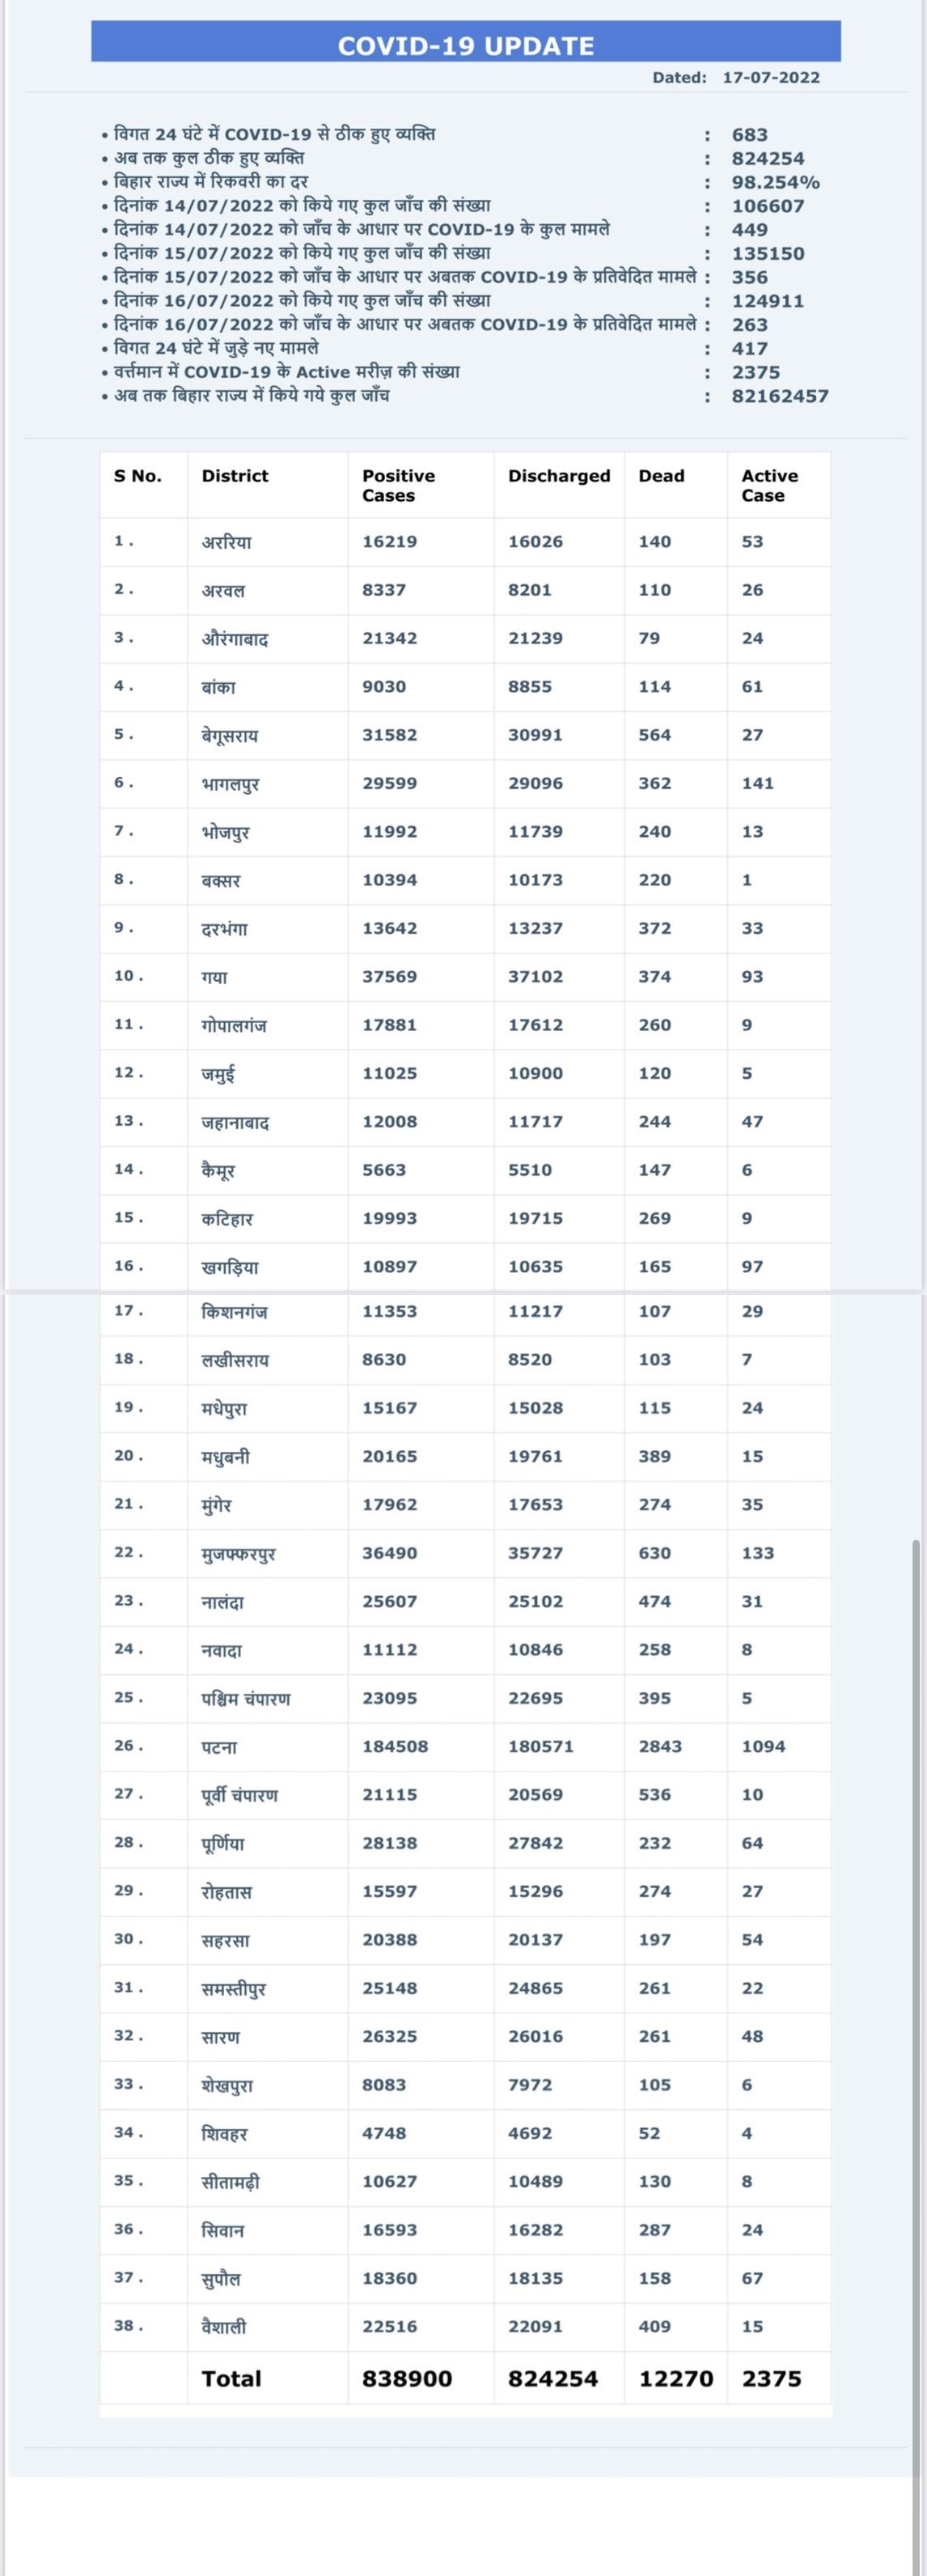 COVID-19 UPDATE
Dated: 17-07-2022
• विगत 24 घंटे में COVID-19 से ठीक हुए व्यक्ति : 683
• अब तक कुल ठीक हुए व्यक्ति : 824254
• बिहार राज्य में रिकवरी का दर : 98.254%
• दिनांक 14/07/2022 को किये गए कुल जाँच की संख्या : 106607
• दिनांक 14/07/2022 को जाँच के आधार पर COVID-19 के कुल मामले : 449
• दिनांक 15/07/2022 को किये गए कुल जाँच की संख्या : 135150
• दिनांक 15/07/2022 को जाँच के आधार पर अबतक COVID-19 के प्रतिवेदित मामले : 356
• दिनांक 16/07/2022 को किये गए कुल जाँच की संख्या : 124911
• दिनांक 16/07/2022 को जाँच के आधार पर अबतक COVID-19 के प्रतिवेदित मामले : 263
• विगत 24 घंटे में जुड़े नए मामले : 417
• वर्त्तमान में COVID-19 के Active मरीज़ की संख्या : 2375
• अब तक बिहार राज्य में किये गये कुल जाँच : 82162457
S No. District Positive Cases Discharged Dead Active Case
1 . अररिया 16219 16026 140 53
2 . अरवल 8337 8201 110 26
3 . औरंगाबाद 21342 21239 79 24
4 . बांका 9030 8855 114 61
5 . बेगूसराय 31582 30991 564 27
6 . भागलपुर 29599 29096 362 141
7 . भोजपुर 11992 11739 240 13
8 . बक्सर 10394 10173 220 1
9 . दरभंगा 13642 13237 372 33
10 . गया 37569 37102 374 93
11 . गोपालगंज 17881 17612 260 9
12 . जमुई 11025 10900 120 5
13 . जहानाबाद 12008 11717 244 47
14 . कैमूर 5663 5510 147 6
15 . कटिहार 19993 19715 269 9
16 . खगड़िया 10897 10635 165 97
17 . किशनगंज 11353 11217 107 29
18 . लखीसराय 8630 8520 103 7
19 . मधेपुरा 15167 15028 115 24
20 . मधुबनी 20165 19761 389 15
21 . मुंगेर 17962 17653 274 35
22 . मुजफ्फरपुर 36490 35727 630 133
23 . नालंदा 25607 25102 474 31
24 . नवादा 11112 10846 258 8
25 . पश्चिम चंपारण 23095 22695 395 5
26 . पटना 184508 180571 2843 1094
27 . पूर्वी चंपारण 21115 20569 536 10
28 . पूर्णिया 28138 27842 232 64
29 . रोहतास 15597 15296 274 27
30 . सहरसा 20388 20137 197 54
31 . समस्तीपुर 25148 24865 261 22
32 . सारण 26325 26016 261 48
33 . शेखपुरा 8083 7972 105 6
34 . शिवहर 4748 4692 52 4
35 . सीतामढ़ी 10627 10489 130 8
36 . सिवान 16593 16282 287 24
37 . सुपौल 18360 18135 158 67
38 . वैशाली 22516 22091 409 15
Total 838900 824254 12270 2375